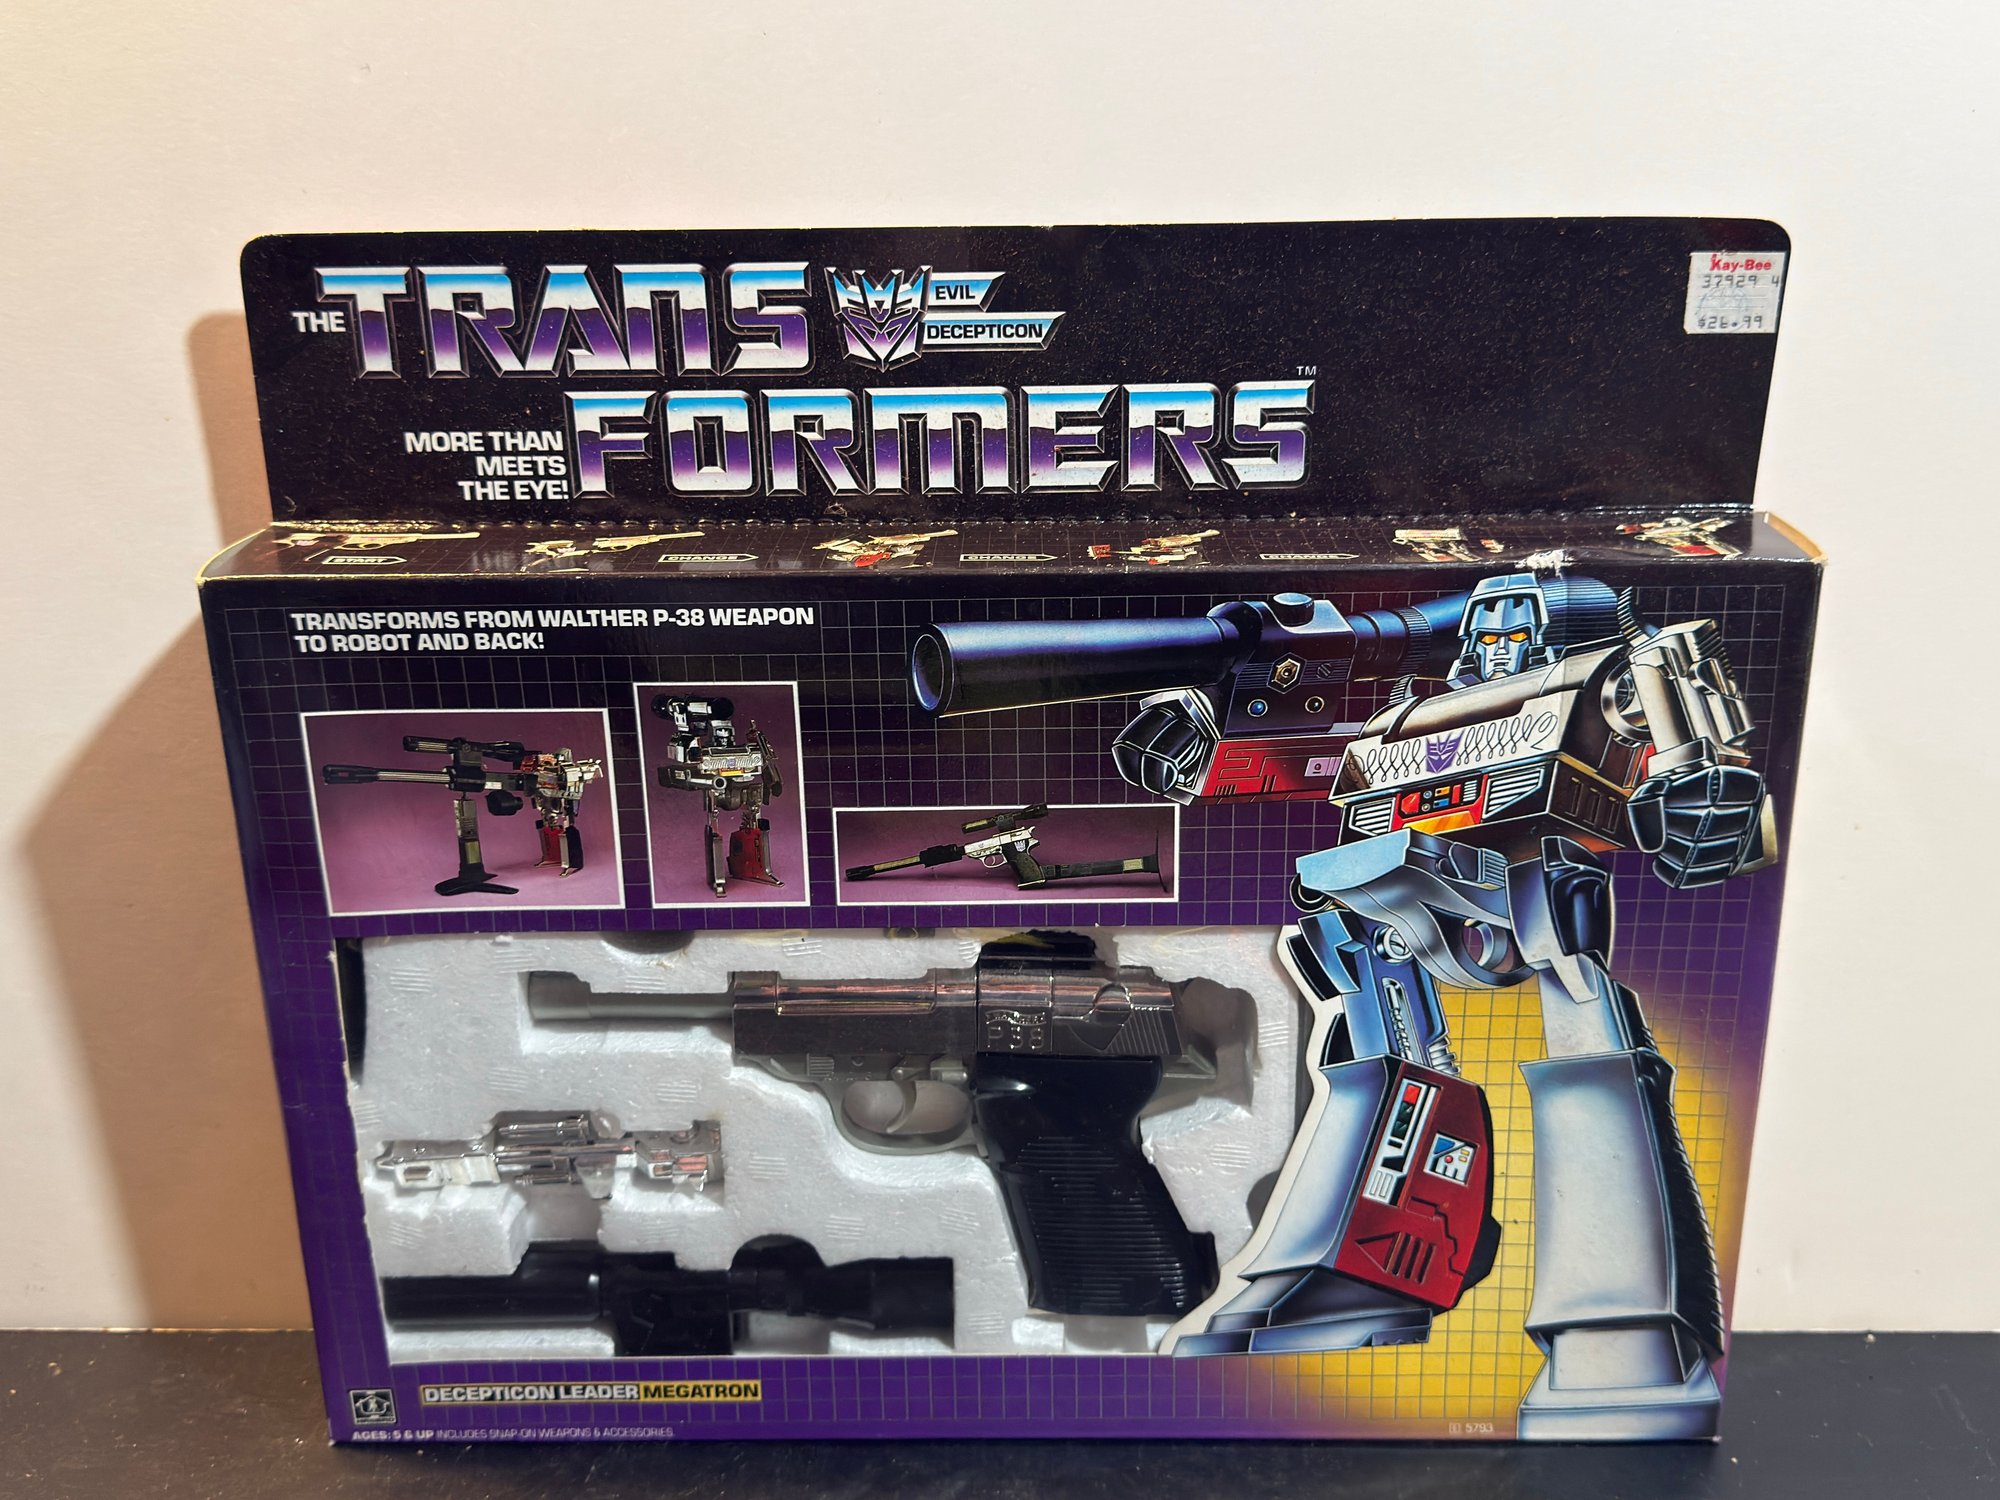 Kay-Bee
37929 4
$26.99
THE TRANS
EVIL
DECEPTICON
FORMERS
TM
MORE THAN
MEETS
THE EYE!
START
CHANGE
CHANGE
CHANGE
TRANSFORMS FROM WALTHER P-38 WEAPON
TO ROBOT AND BACK!
P38
DECEPTICON LEADER MEGATRON
AGES: 5 & UP INCLUDES SNAP-ON WEAPONS & ACCESSORIES.
5793